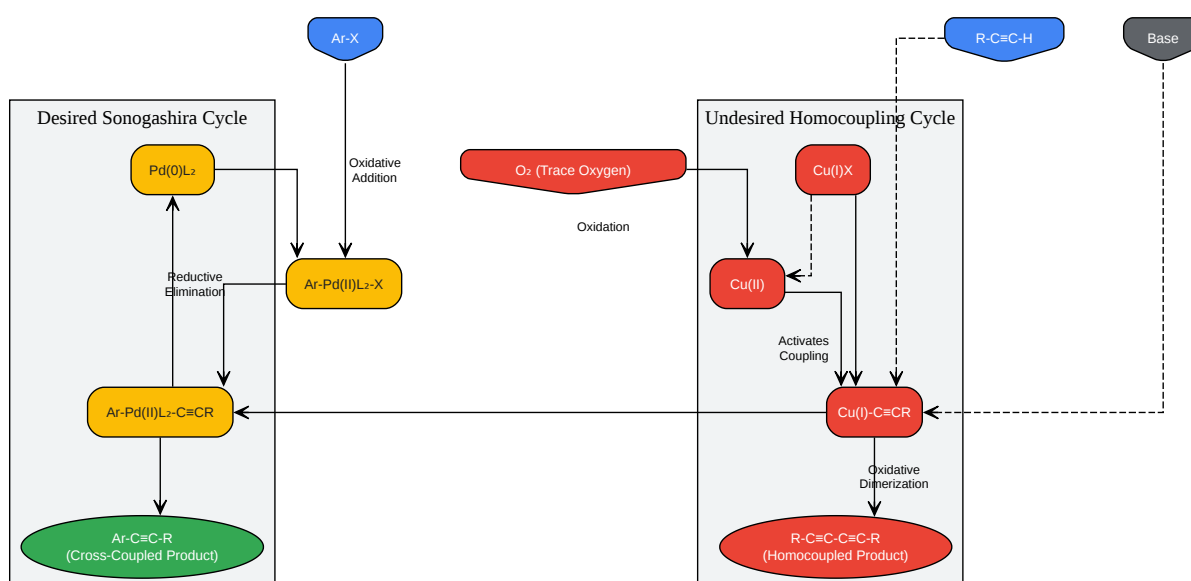 Ar-X
R-C≡C-H
Base
Desired Sonogashira Cycle
Undesired Homocoupling Cycle
Pd(0)L₂
Oxidative
Addition
O₂ (Trace Oxygen)
Cu(I)X
Oxidation
Reductive
Elimination
Ar-Pd(II)L₂-X
Cu(II)
Activates
Coupling
Ar-Pd(II)L₂-C≡CR
Cu(I)-C≡CR
Oxidative
Dimerization
Ar-C≡C-R
(Cross-Coupled Product)
R-C≡C-C≡C-R
(Homocoupled Product)